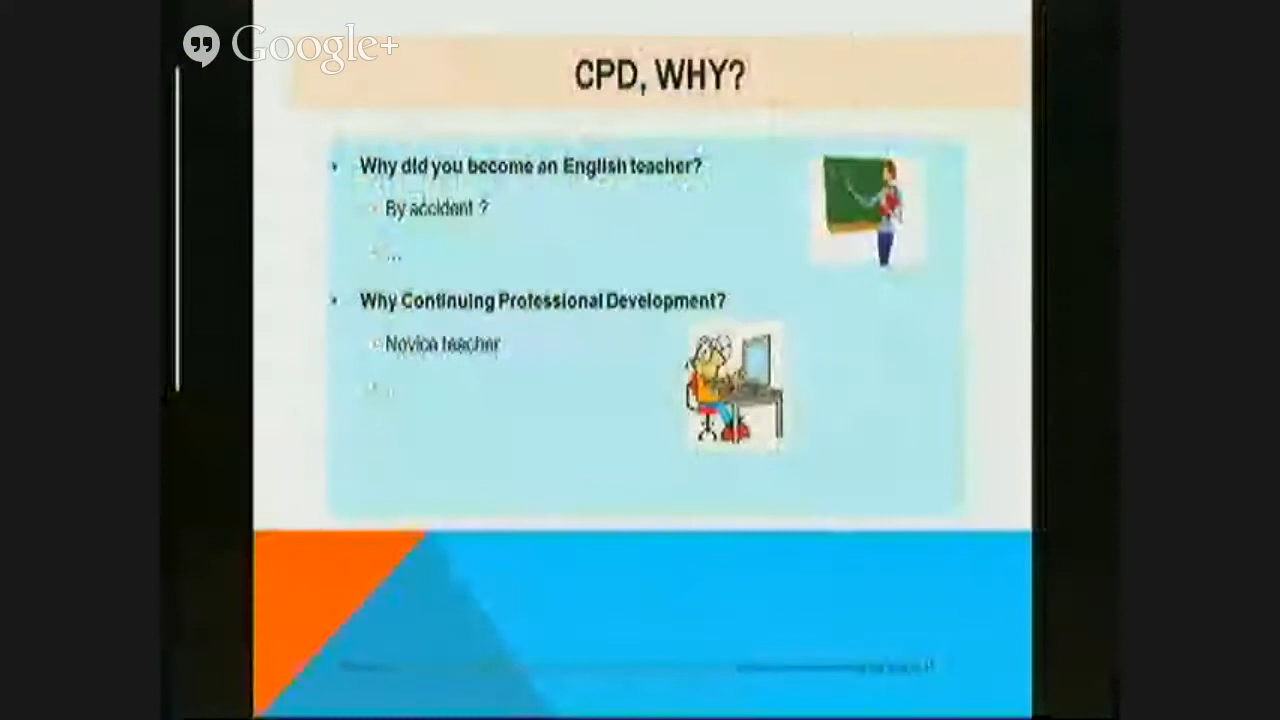 Google+
CPD, WHY?
• Why did you become an English teacher?
- By accident ?
- ...
• Why Continuing Professional Development?
- Novice teacher